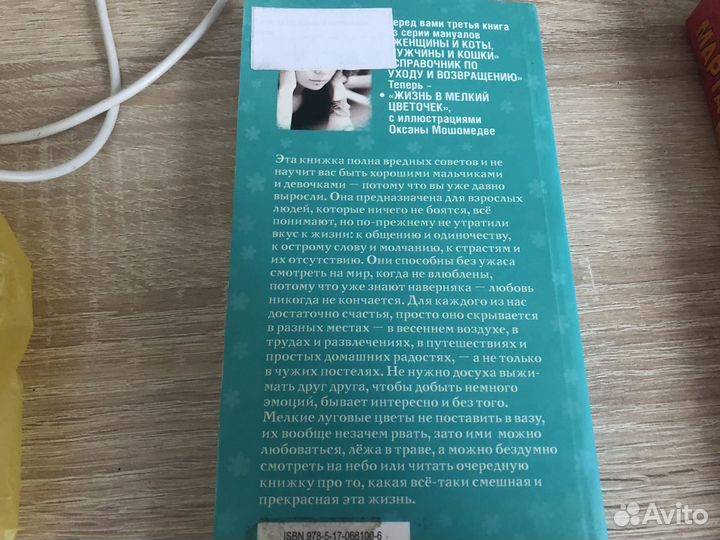 еред вами третья книга
з серии мануалов
ЖЕНЩИНЫ И КОТЫ,
УЖЧИНЫ И КОШКИ»
СПРАВОЧНИК ПО
УХОДУ И ВОЗВРАЩЕНИЮ»
Теперь –
• «ЖИЗНЬ В МЕЛКИЙ
ЦВЕТОЧЕК»,
с иллюстрациями
Оксаны Мошомедве
Эта книжка полна вредных советов и не
научит вас быть хорошими мальчиками
и девочками — потому что вы уже давно
выросли. Она предназначена для взрослых
людей, которые ничего не боятся, всё
понимают, но по-прежнему не утратили
вкус к жизни: к общению и одиночеству,
к острому слову и молчанию, к страстям и
их отсутствию. Они способны без ужаса
смотреть на мир, когда не влюблены,
потому что уже знают наверняка — любовь
никогда не кончается. Для каждого из нас
достаточно счастья, просто оно скрывается
в разных местах — в весеннем воздухе, в
трудах и развлечениях, в путешествиях и
простых домашних радостях, — а не только
в чужих постелях. Не нужно досуха выжи-
мать друг друга, чтобы добыть немного
эмоций, бывает интересно и без того.
Мелкие луговые цветы не поставить в вазу,
их вообще незачем рвать, зато ими можно
любоваться, лёжа в траве, а можно бездумно
смотреть на небо или читать очередную
книжку про то, какая всё-таки смешная и
прекрасная эта жизнь.
ISBN 978-5-17-068100-6
МАР
Avito